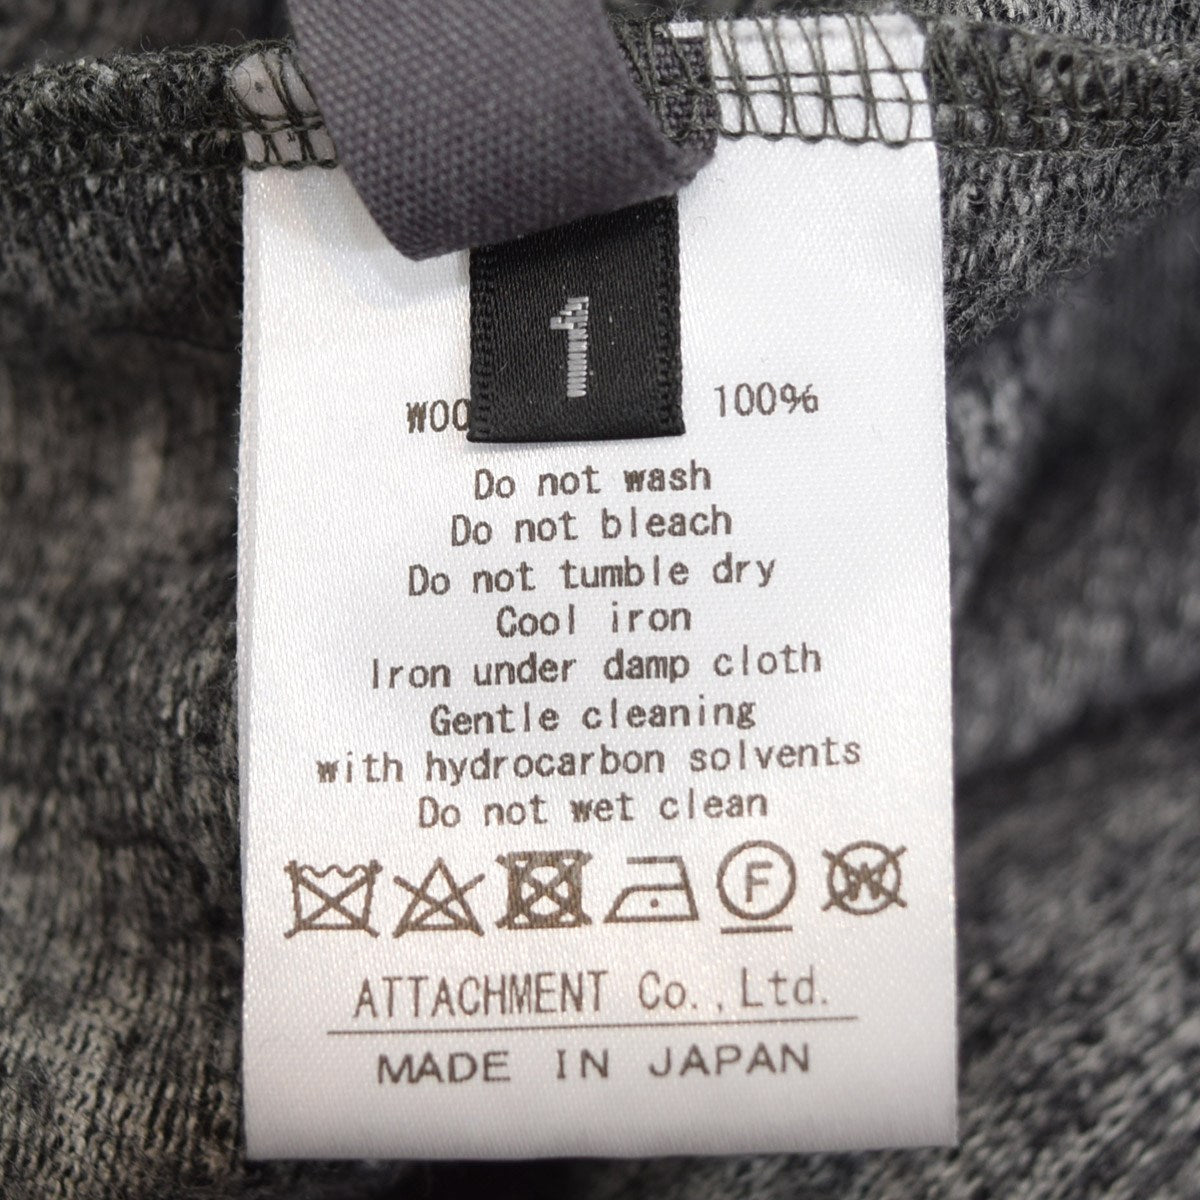 1
WOO 100%
Do not wash
Do not bleach
Do not tumble dry
Cool iron
Iron under damp cloth
Gentle cleaning
with hydrocarbon solvents
Do not wet clean
F W
ATTACHMENT Co.,Ltd.
MADE IN JAPAN